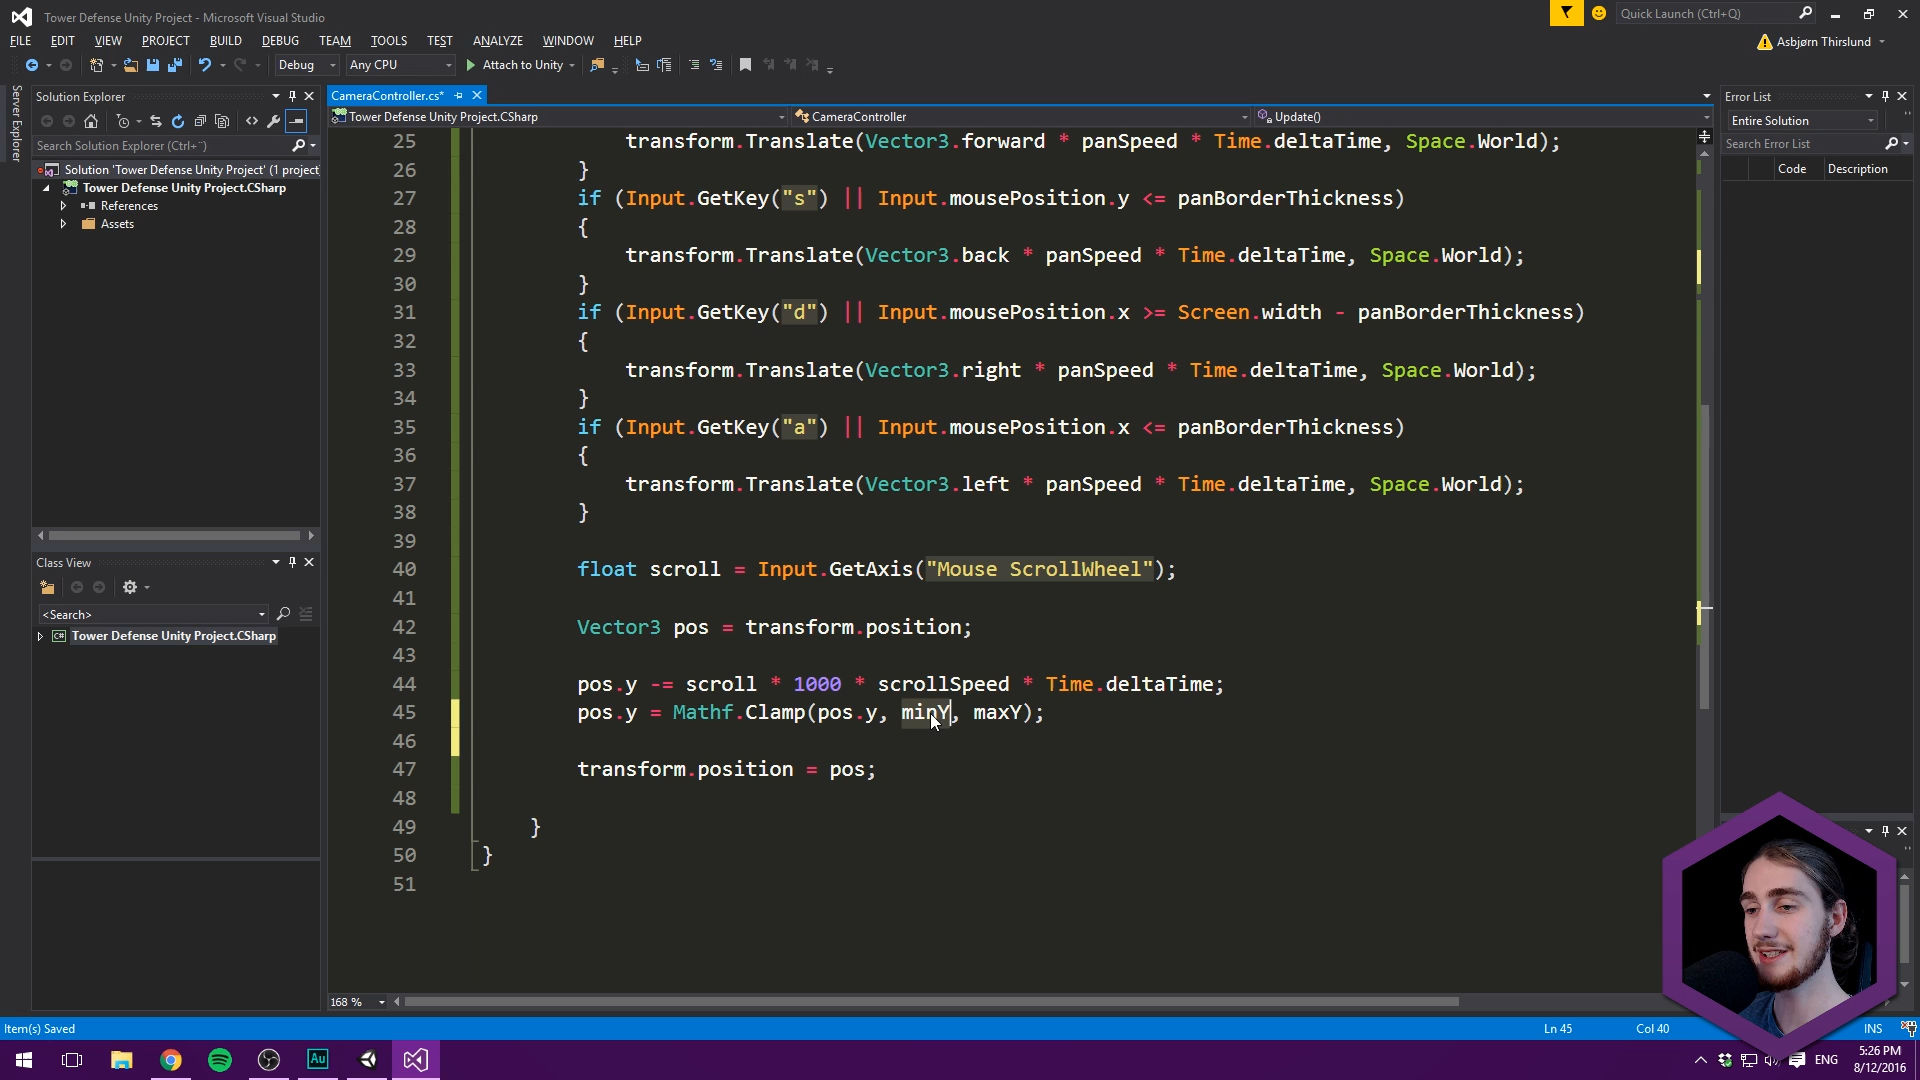 Tower Defense Unity Project - Microsoft Visual Studio
Quick Launch (Ctrl+Q)
FILE EDIT VIEW PROJECT BUILD DEBUG TEAM TOOLS TEST ANALYZE WINDOW HELP
Asbjørn Thirslund
Debug Any CPU Attach to Unity
Server Explorer
Solution Explorer
Search Solution Explorer (Ctrl+¨)
Solution 'Tower Defense Unity Project' (1 project
Tower Defense Unity Project.CSharp
References
Assets
Class View
<Search>
C# Tower Defense Unity Project.CSharp
CameraController.cs*
Tower Defense Unity Project.CSharp CameraController Update()
25 transform.Translate(Vector3.forward * panSpeed * Time.deltaTime, Space.World);
26 }
27 if (Input.GetKey("s") || Input.mousePosition.y <= panBorderThickness)
28 {
29 transform.Translate(Vector3.back * panSpeed * Time.deltaTime, Space.World);
30 }
31 if (Input.GetKey("d") || Input.mousePosition.x >= Screen.width - panBorderThickness)
32 {
33 transform.Translate(Vector3.right * panSpeed * Time.deltaTime, Space.World);
34 }
35 if (Input.GetKey("a") || Input.mousePosition.x <= panBorderThickness)
36 {
37 transform.Translate(Vector3.left * panSpeed * Time.deltaTime, Space.World);
38 }
39
40 float scroll = Input.GetAxis("Mouse ScrollWheel");
41
42 Vector3 pos = transform.position;
43
44 pos.y -= scroll * 1000 * scrollSpeed * Time.deltaTime;
45 pos.y = Mathf.Clamp(pos.y, minY, maxY);
46
47 transform.position = pos;
48
49 }
50 }
51
168 %
Error List
Entire Solution
Search Error List
Code Description
Item(s) Saved Ln 45 Col 40 INS
Au
ENG
5:26 PM
8/12/2016